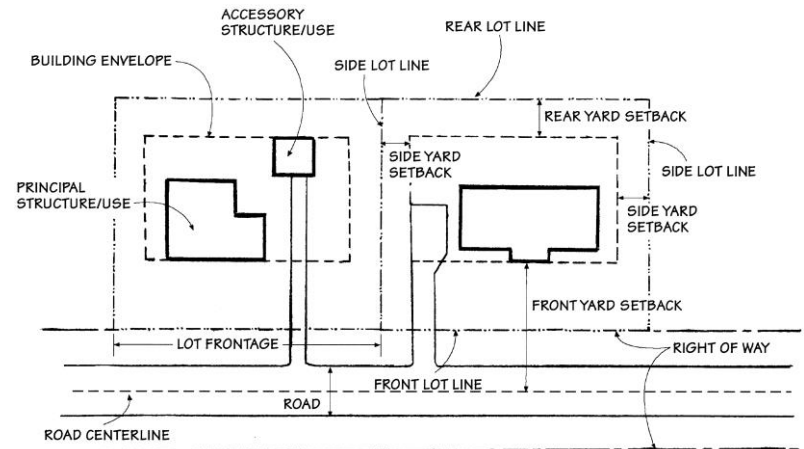 ACCESSORY
STRUCTURE/USE
REAR LOT LINE
BUILDING ENVELOPE
SIDE LOT LINE
REAR YARD SETBACK
SIDE YARD
SETBACK
SIDE LOT LINE
PRINCIPAL
STRUCTURE/USE
SIDE YARD
SETBACK
FRONT YARD SETBACK
LOT FRONTAGE
RIGHT OF WAY
FRONT LOT LINE
ROAD
ROAD CENTERLINE